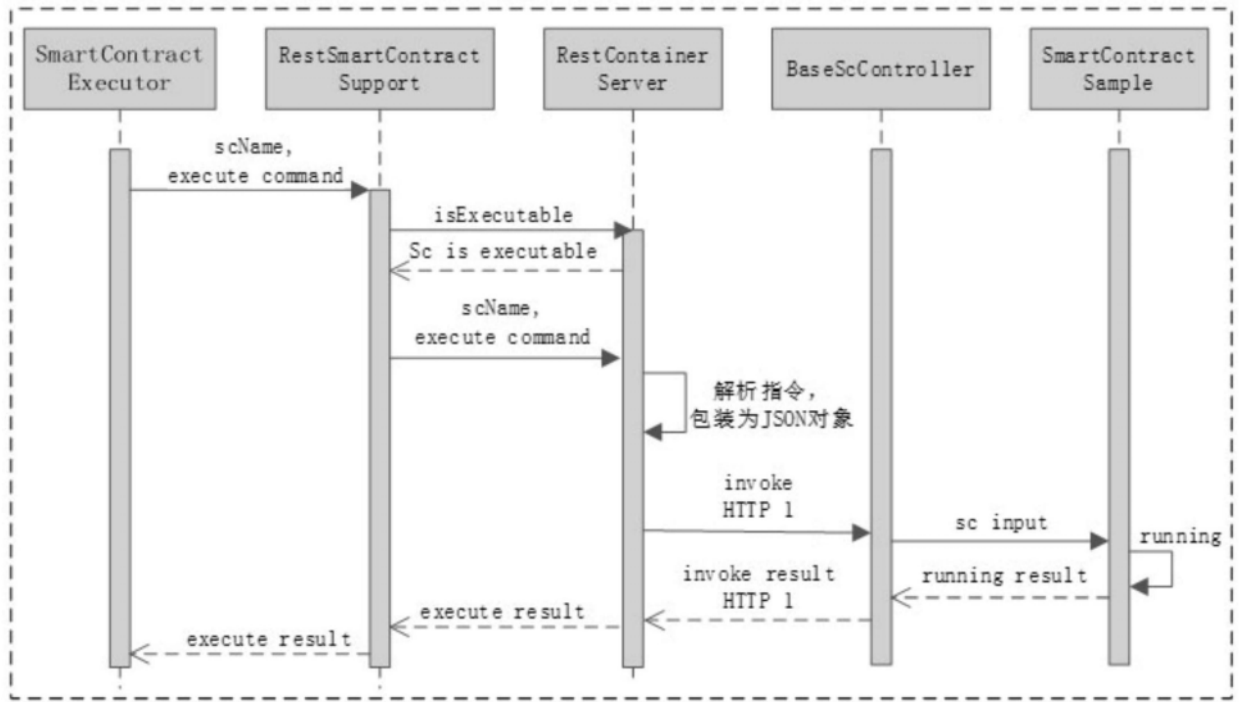 SmartContract
Executor
RestSmartContract
Support
RestContainer
Server
BaseScController
SmartContract
Sample
scName,
execute command
isExecutable
Sc is executable
scName,
execute command
解析指令，
包装为JSON对象
invoke
HTTP 1
sc input
running
running result
invoke result
HTTP 1
execute result
execute result